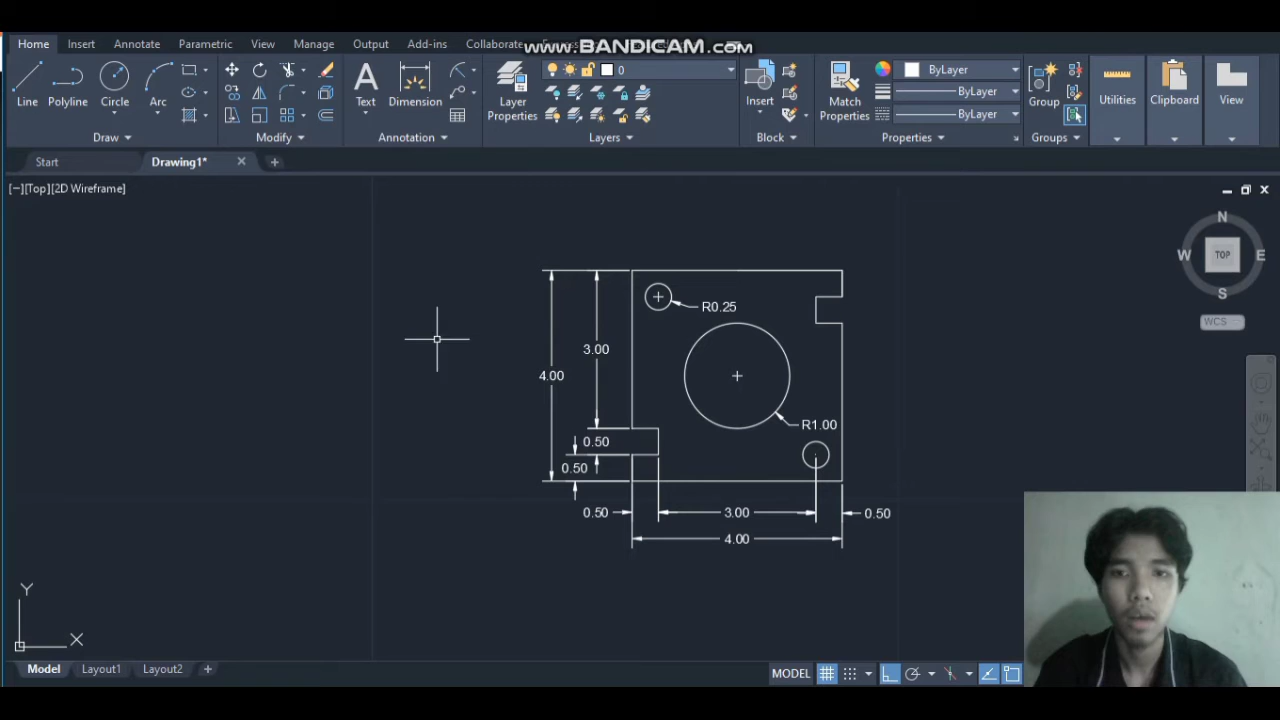 www.BANDICAM.com
Home Insert Annotate Parametric View Manage Output Add-ins Collaborate
Line Polyline Circle Arc Text Dimension Layer Properties 0 Insert Match Properties ByLayer ByLayer ByLayer Group Utilities Clipboard View
Draw Modify Annotation Layers Block Properties Groups
Start Drawing1*
[−][Top][2D Wireframe]
N
W TOP E
S
WCS
R0.25
3.00
4.00
R1.00
0.50
0.50
0.50 3.00 0.50
4.00
Y
X
Model Layout1 Layout2 +
MODEL